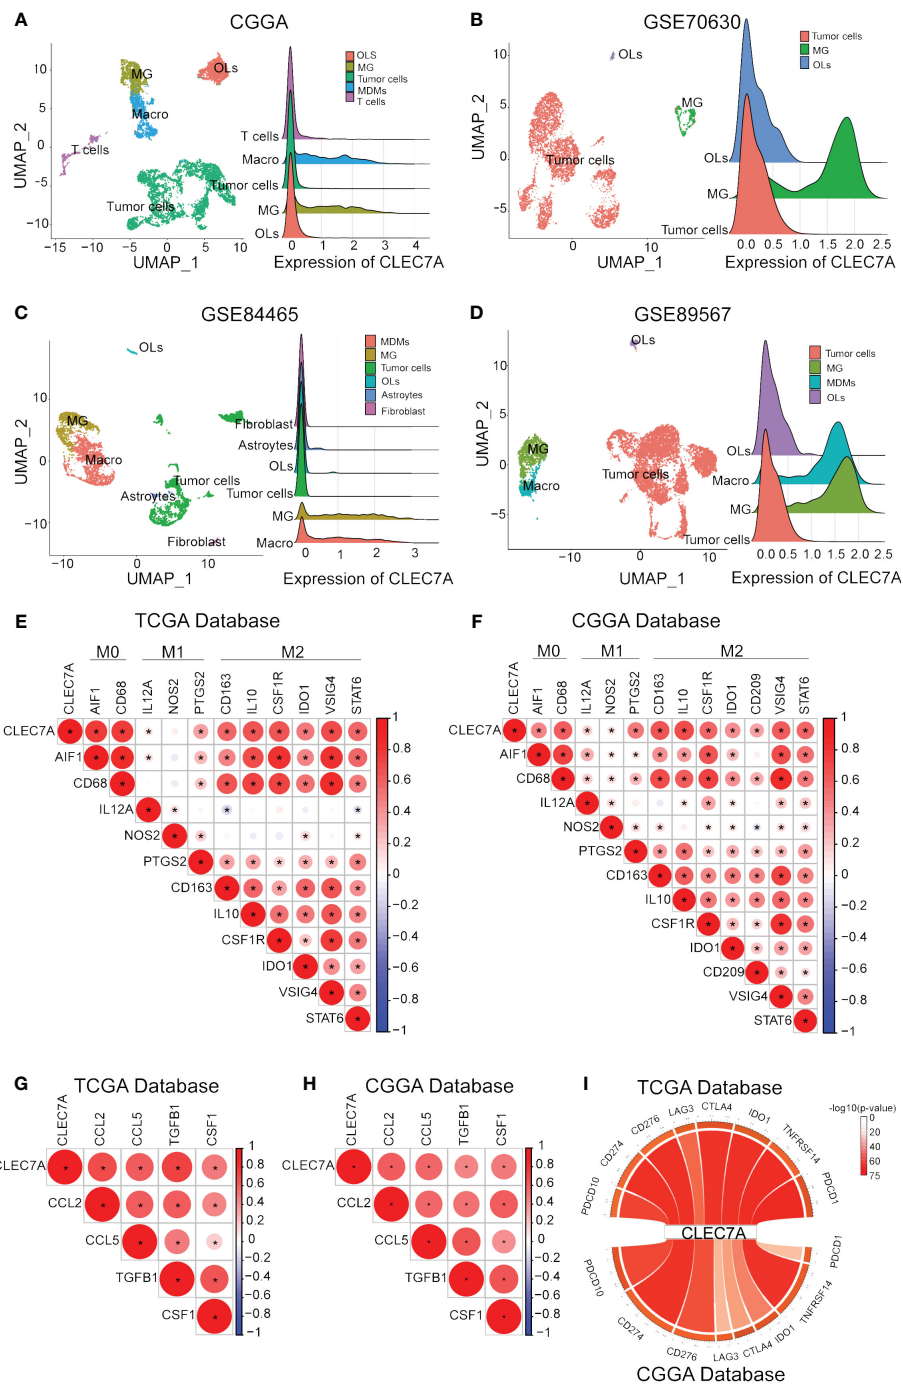 A
CGGA
OLS
MG
Tumor cells
MDMs
T cells
MG
OLs
Macro
T cells
Tumor cells
10
5
0
−5
−10
UMAP_2
−15
−10
−5
0
5
10
UMAP_1
T cells
Macro
Tumor cells
MG
OLs
0
1
2
3
4
Expression of CLEC7A
B
GSE70630
Tumor cells
MG
OLs
OLs
MG
Tumor cells
10
5
0
−5
UMAP_2
0
10
UMAP_1
OLs
MG
Tumor cells
0.0
0.5
1.0
1.5
2.0
2.5
Expression of CLEC7A
C
GSE84465
MDMs
MG
Tumor cells
OLs
Astrocytes
Fibroblast
OLs
MG
Macro
Tumor cells
Astrocytes
Fibroblast
10
0
−10
UMAP_2
−10
0
10
UMAP_1
Fibroblast
Astrocytes
OLs
Tumor cells
MG
Macro
0
1
2
3
Expression of CLEC7A
D
GSE89567
Tumor cells
MG
MDMs
OLs
OLs
MG
Macro
Tumor cells
10
5
0
−5
UMAP_2
−10
0
10
UMAP_1
OLs
Macro
MG
Tumor cells
0.0
0.5
1.0
1.5
2.0
2.5
Expression of CLEC7A
E
TCGA Database
M0 M1 M2
CLEC7A AIF1 CD68 IL12A NOS2 PTGS2 CD163 IL10 CSF1R IDO1 VSIG4 STAT6
CLEC7A
AIF1
CD68
IL12A
NOS2
PTGS2
CD163
IL10
CSF1R
IDO1
VSIG4
STAT6
1
0.8
0.6
0.4
0.2
0
−0.2
−0.4
−0.6
−0.8
−1
F
CGGA Database
M0 M1 M2
CLEC7A AIF1 CD68 IL12A NOS2 PTGS2 CD163 IL10 CSF1R IDO1 CD209 VSIG4 STAT6
CLEC7A
AIF1
CD68
IL12A
NOS2
PTGS2
CD163
IL10
CSF1R
IDO1
CD209
VSIG4
STAT6
1
0.8
0.6
0.4
0.2
0
−0.2
−0.4
−0.6
−0.8
−1
G
TCGA Database
CLEC7A CCL2 CCL5 TGFB1 CSF1
CLEC7A
CCL2
CCL5
TGFB1
CSF1
1
0.8
0.6
0.4
0.2
0
−0.2
−0.4
−0.6
−0.8
−1
H
CGGA Database
CLEC7A CCL2 CCL5 TGFB1 CSF1
CLEC7A
CCL2
CCL5
TGFB1
CSF1
1
0.8
0.6
0.4
0.2
0
−0.2
−0.4
−0.6
−0.8
−1
I
TCGA Database
-log10(p-value)
0
15
30
45
60
75
PDCD10
CD274
CD276
LAG3
CTLA4
IDO1
TNFRSF14
PDCD1
CLEC7A
PDCD10
CD274
CD276
LAG3
CTLA4
IDO1
TNFRSF14
PDCD1
CGGA Database